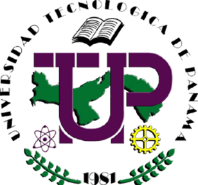 UNIVERSIDAD TECNOLOGICA DE PANAMA
UTP
1981